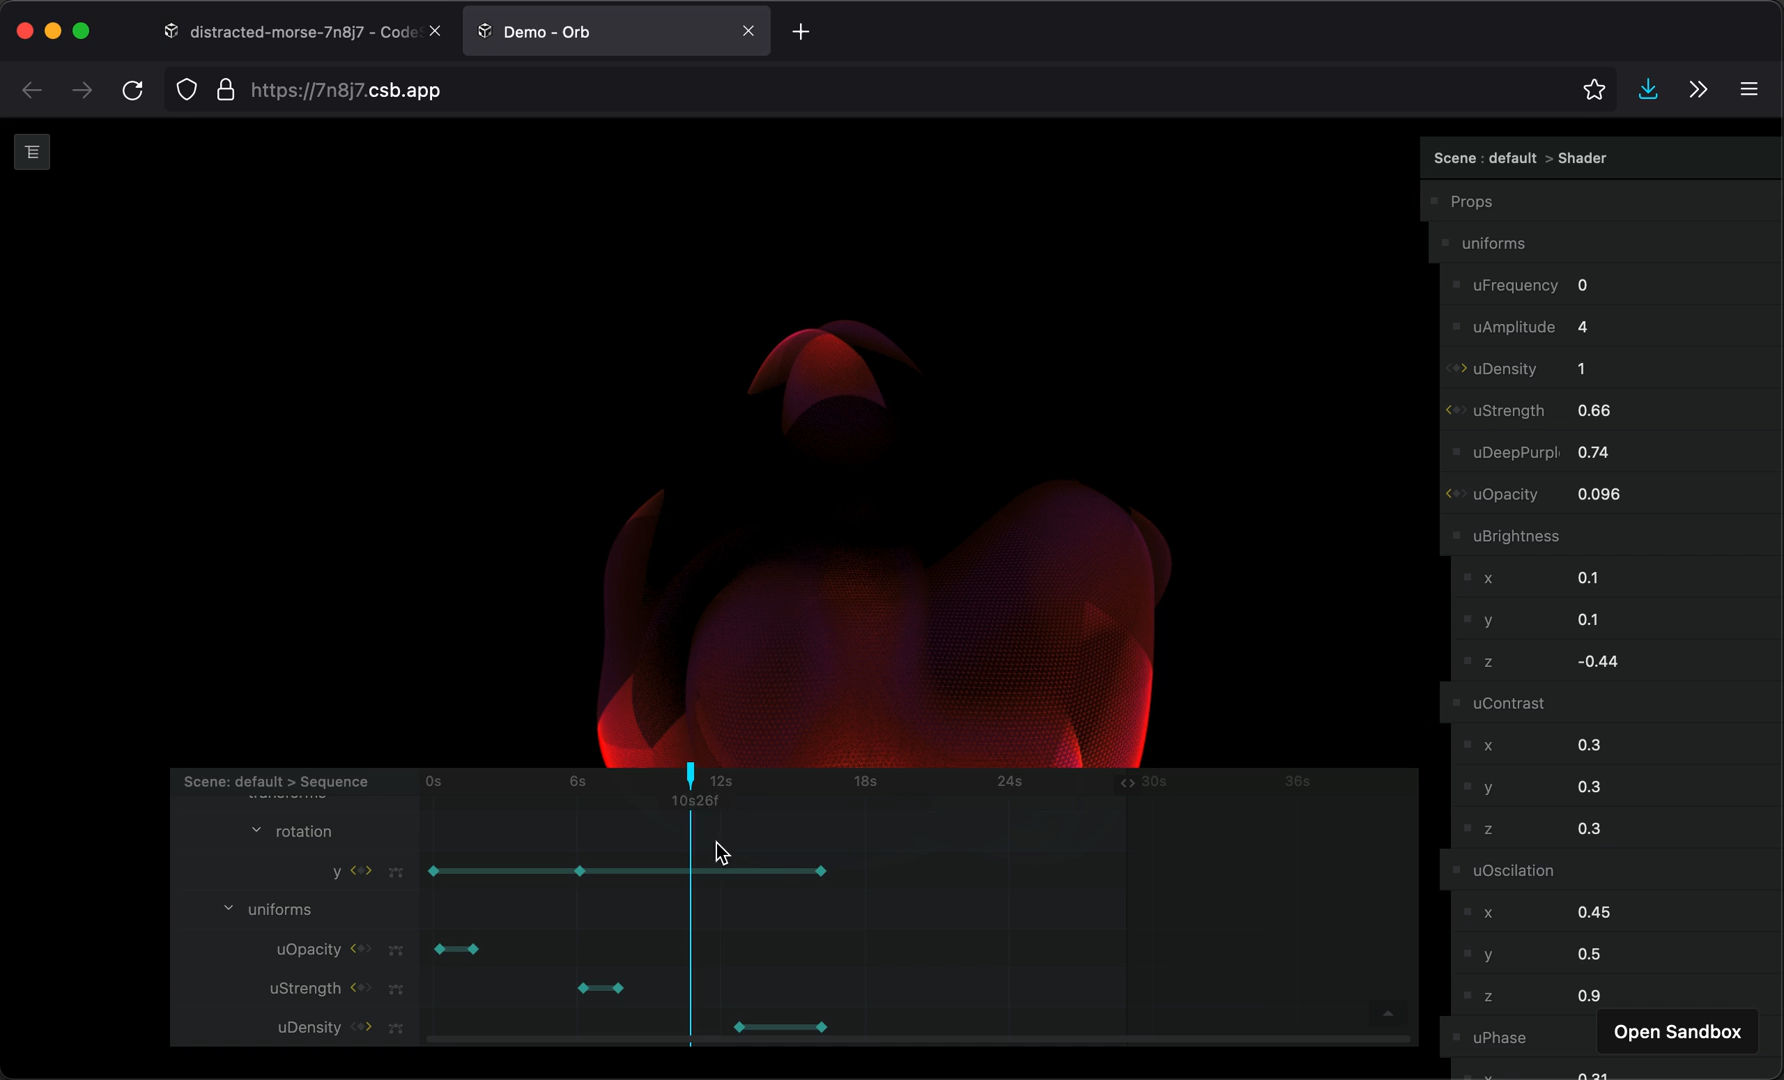 distracted-morse-7n8j7 - Code
Demo - Orb
https://7n8j7.csb.app
Scene : default > Shader
Props
uniforms
uFrequency 0
uAmplitude 4
uDensity 1
uStrength 0.66
uDeepPurpl 0.74
uOpacity 0.096
uBrightness
x 0.1
y 0.1
z -0.44
uContrast
x 0.3
y 0.3
z 0.3
uOscilation
x 0.45
y 0.5
z 0.9
uPhase
Open Sandbox
Scene: default > Sequence
0s 6s 12s 18s 24s <> 30s 36s
10s26f
transforms
rotation
y
uniforms
uOpacity
uStrength
uDensity